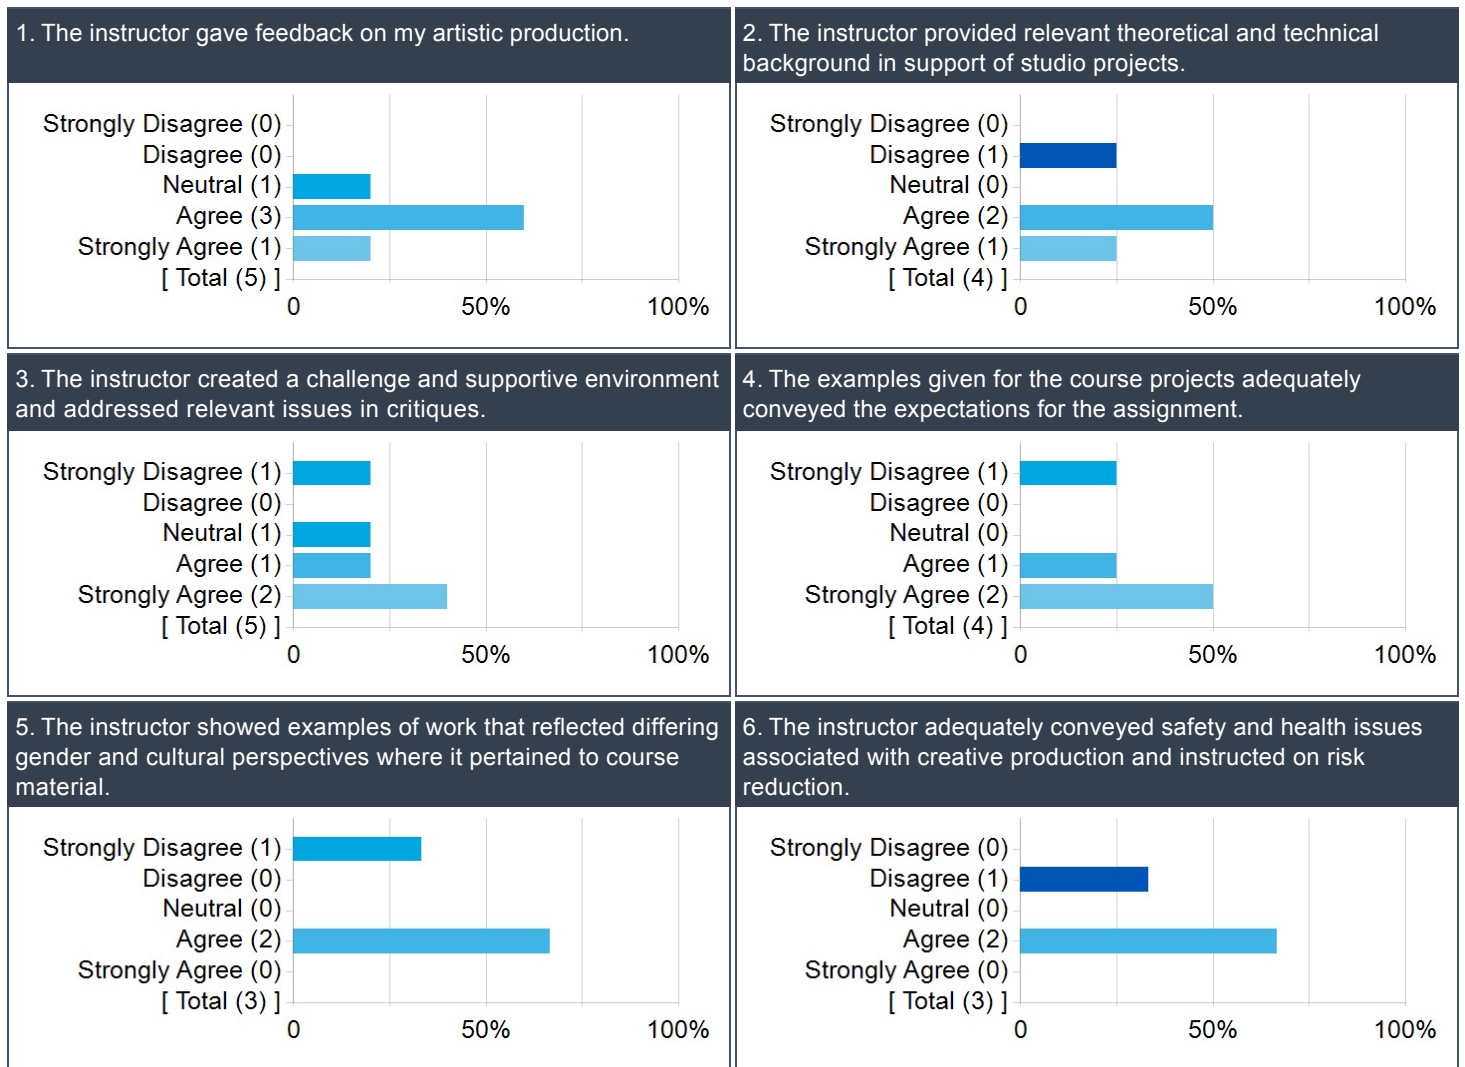 1. The instructor gave feedback on my artistic production.
Strongly Disagree (0)
Disagree (0)
Neutral (1)
Agree (3)
Strongly Agree (1)
[ Total (5) ]
0 50% 100%
2. The instructor provided relevant theoretical and technical
background in support of studio projects.
Strongly Disagree (0)
Disagree (1)
Neutral (0)
Agree (2)
Strongly Agree (1)
[ Total (4) ]
0 50% 100%
3. The instructor created a challenge and supportive environment
and addressed relevant issues in critiques.
Strongly Disagree (1)
Disagree (0)
Neutral (1)
Agree (1)
Strongly Agree (2)
[ Total (5) ]
0 50% 100%
4. The examples given for the course projects adequately
conveyed the expectations for the assignment.
Strongly Disagree (1)
Disagree (0)
Neutral (0)
Agree (1)
Strongly Agree (2)
[ Total (4) ]
0 50% 100%
5. The instructor showed examples of work that reflected differing
gender and cultural perspectives where it pertained to course
material.
Strongly Disagree (1)
Disagree (0)
Neutral (0)
Agree (2)
Strongly Agree (0)
[ Total (3) ]
0 50% 100%
6. The instructor adequately conveyed safety and health issues
associated with creative production and instructed on risk
reduction.
Strongly Disagree (0)
Disagree (1)
Neutral (0)
Agree (2)
Strongly Agree (0)
[ Total (3) ]
0 50% 100%